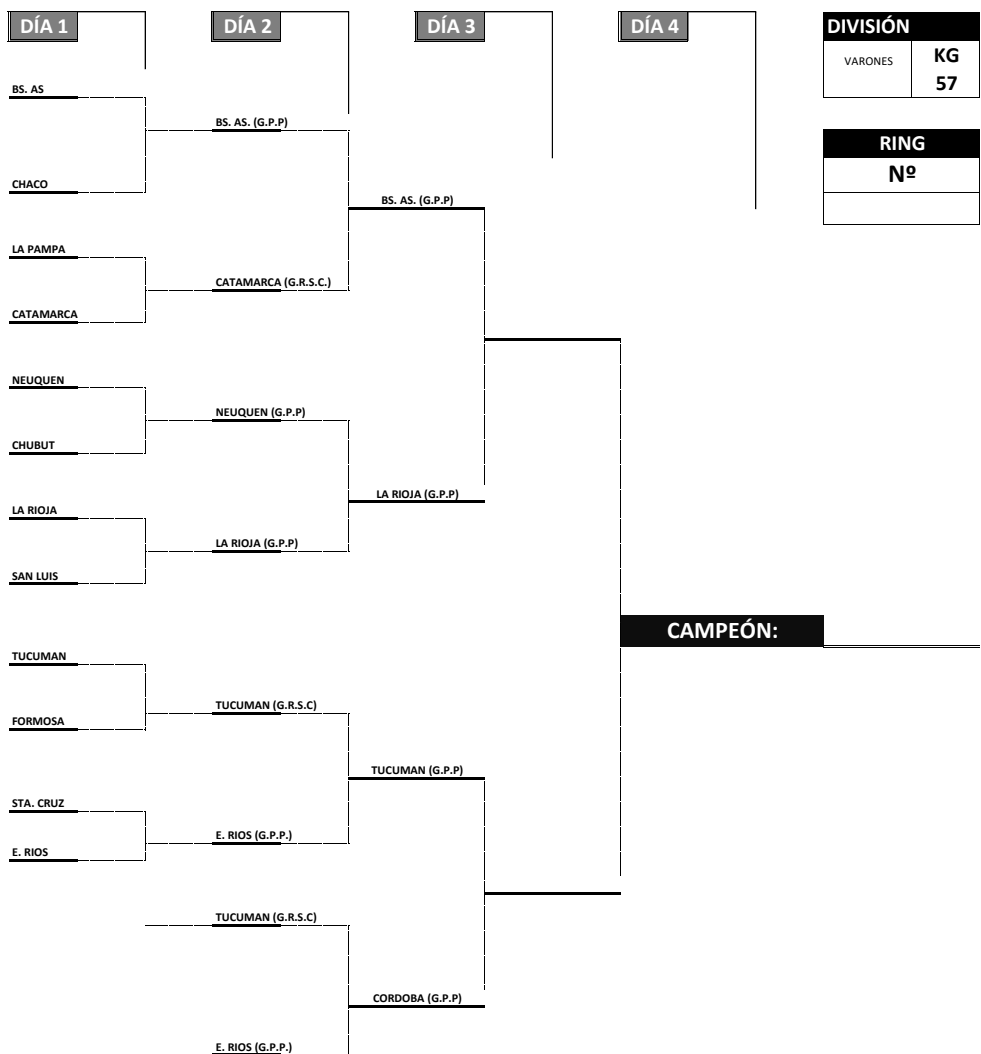 DÍA 1
DÍA 2
DÍA 3
DÍA 4
DIVISIÓN
VARONES
KG
57
RING
Nº
BS. AS
BS. AS. (G.P.P)
CHACO
BS. AS. (G.P.P)
LA PAMPA
CATAMARCA (G.R.S.C.)
CATAMARCA
NEUQUEN
NEUQUEN (G.P.P)
CHUBUT
LA RIOJA (G.P.P)
LA RIOJA
LA RIOJA (G.P.P)
SAN LUIS
CAMPEÓN:
TUCUMAN
TUCUMAN (G.R.S.C)
FORMOSA
TUCUMAN (G.P.P)
STA. CRUZ
E. RIOS (G.P.P.)
E. RIOS
TUCUMAN (G.R.S.C)
CORDOBA (G.P.P)
E. RIOS (G.P.P.)